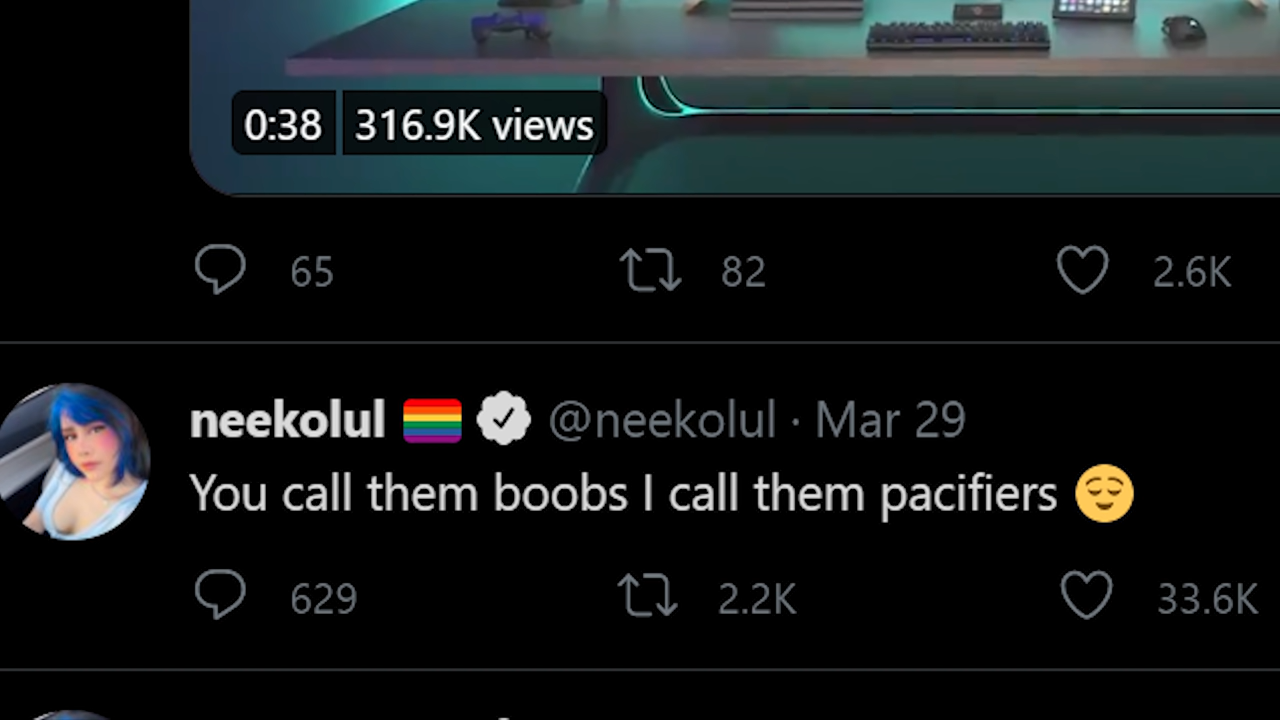 0:38 316.9K views
65 82 2.6K
neekolul 🏳️‍🌈 @neekolul · Mar 29
You call them boobs I call them pacifiers 😌
629 2.2K 33.6K